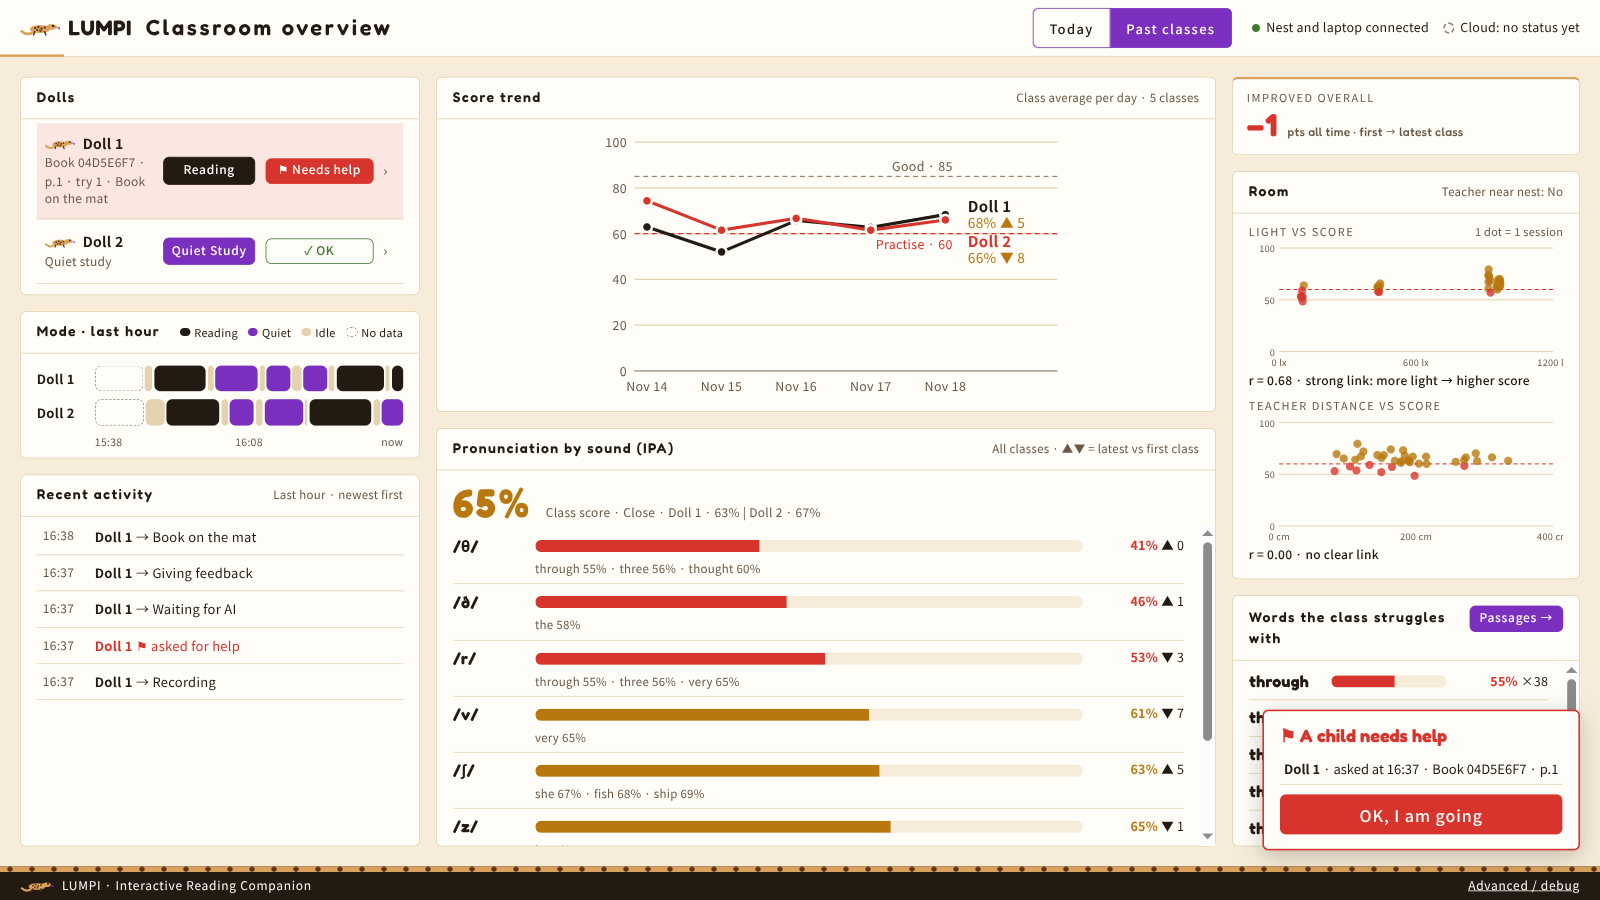 LUMPI Classroom overview
Today
Past classes
Nest and laptop connected
Cloud: no status yet
Dolls
Doll 1
Book 04D5E6F7 ·
p.1 · try 1 · Book
on the mat
Reading
⚑ Needs help
›
Doll 2
Quiet study
Quiet Study
✓ OK
›
Mode · last hour
Reading
Quiet
Idle
No data
Doll 1
Doll 2
15:38
16:08
now
Recent activity
Last hour · newest first
16:38 Doll 1 → Book on the mat
16:37 Doll 1 → Giving feedback
16:37 Doll 1 → Waiting for AI
16:37 Doll 1 ⚑ asked for help
16:37 Doll 1 → Recording
Score trend
Class average per day · 5 classes
100
80
60
40
20
0
Good · 85
Practise · 60
Doll 1
68% ▲ 5
Doll 2
66% ▼ 8
Nov 14
Nov 15
Nov 16
Nov 17
Nov 18
Pronunciation by sound (IPA)
All classes · ▲▼ = latest vs first class
65% Class score · Close · Doll 1 · 63% | Doll 2 · 67%
/θ/ 41% ▲ 0
through 55% · three 56% · thought 60%
/ð/ 46% ▲ 1
the 58%
/r/ 53% ▼ 3
through 55% · three 56% · very 65%
/v/ 61% ▼ 7
very 65%
/ʃ/ 63% ▲ 5
she 67% · fish 68% · ship 69%
/z/ 65% ▼ 1
IMPROVED OVERALL
−1 pts all time · first → latest class
Room
Teacher near nest: No
LIGHT VS SCORE
1 dot = 1 session
100
50
0
0 lx
600 lx
1200 l
r = 0.68 · strong link: more light → higher score
TEACHER DISTANCE VS SCORE
100
50
0
0 cm
200 cm
400 cr
r = 0.00 · no clear link
Words the class struggles
with
Passages →
through 55% ×38
th
th
th
th
⚑ A child needs help
Doll 1 · asked at 16:37 · Book 04D5E6F7 · p.1
OK, I am going
LUMPI · Interactive Reading Companion
Advanced / debug